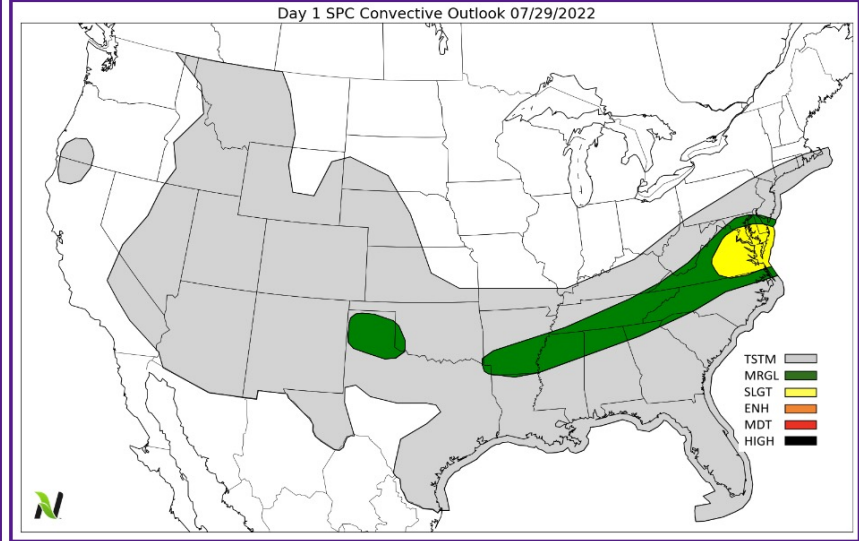 Day 1 SPC Convective Outlook 07/29/2022
TSTM
MRGL
SLGT
ENH
MDT
HIGH